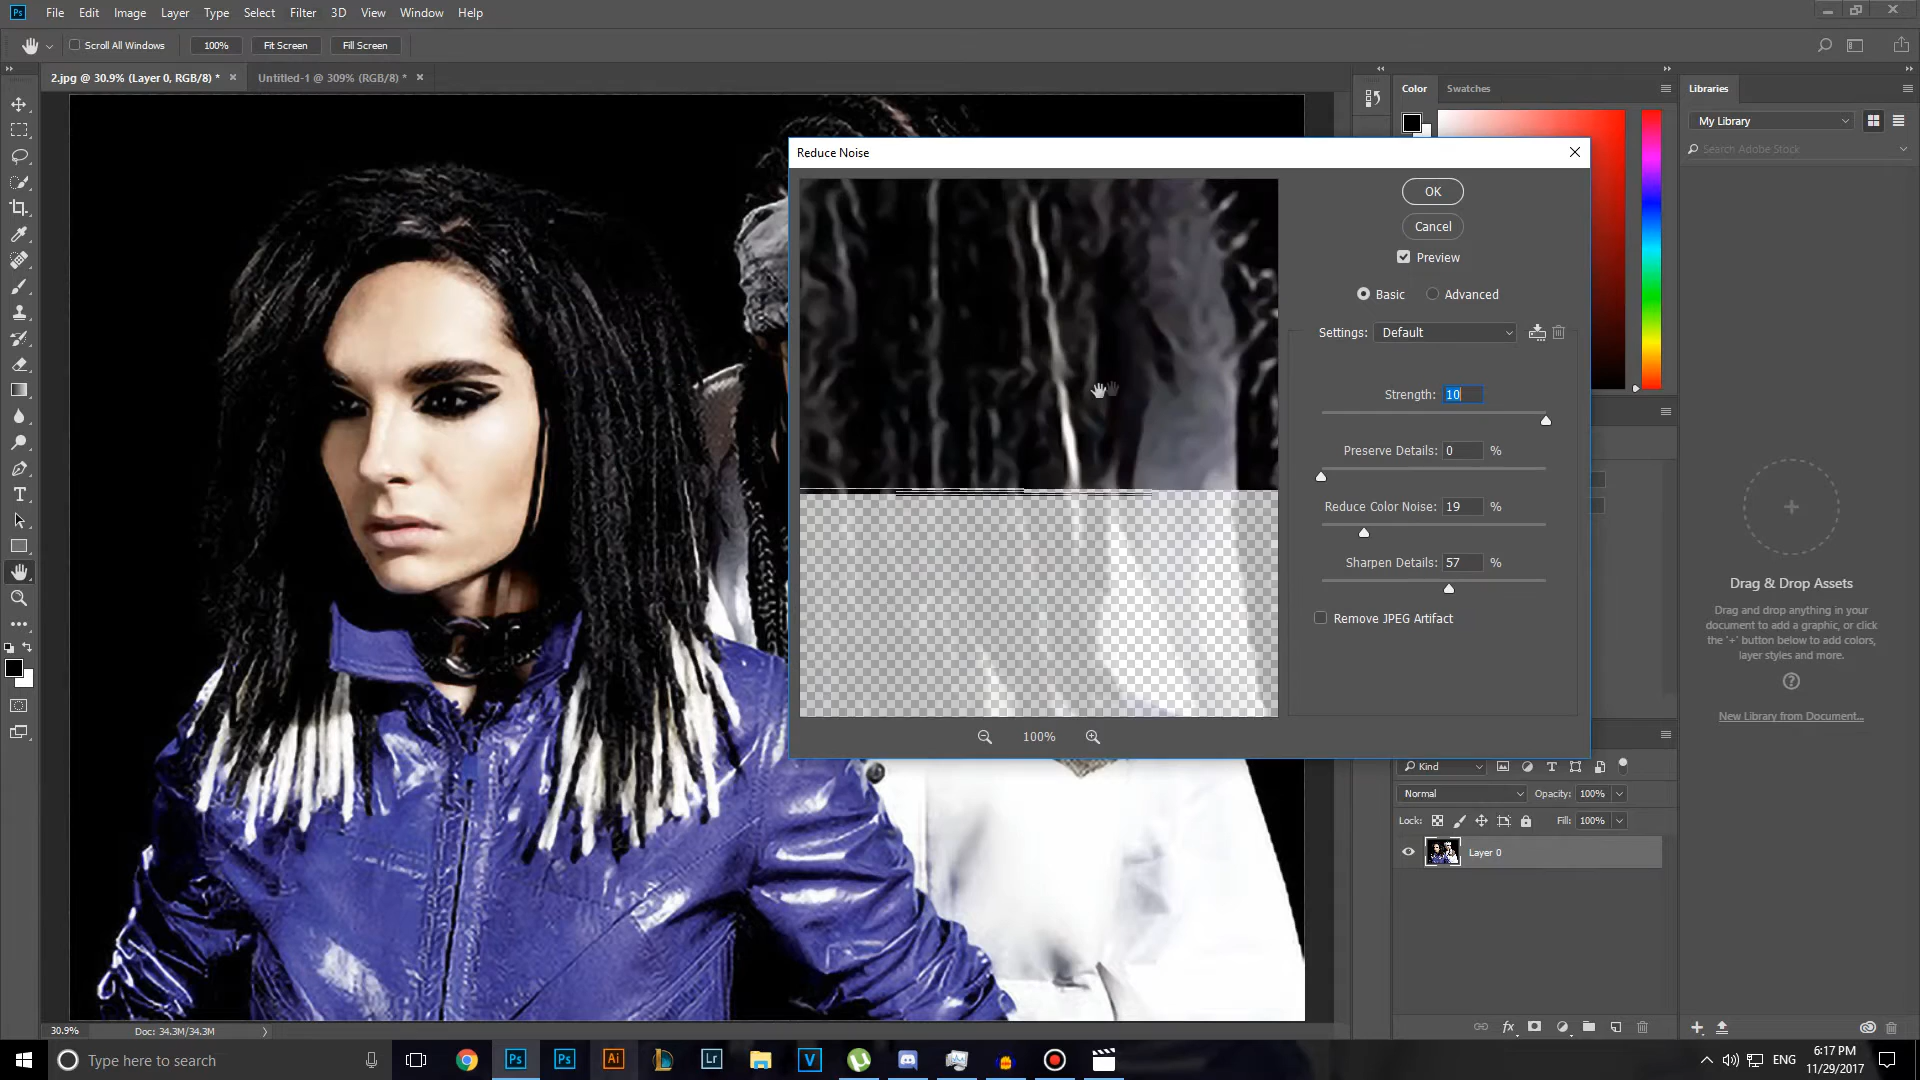 Ps File Edit Image Layer Type Select Filter 3D View Window Help
Scroll All Windows 100% Fit Screen Fill Screen
2.jpg @ 30.9% (Layer 0, RGB/8) * Untitled-1 @ 309% (RGB/8) *
Color Swatches
Libraries
My Library
Search Adobe Stock
Reduce Noise
OK
Cancel
Preview
Basic Advanced
Settings: Default
Strength: 10
Preserve Details: 0 %
Reduce Color Noise: 19 %
Sharpen Details: 57 %
Remove JPEG Artifact
100%
Drag & Drop Assets
Drag and drop anything in your
document to add a graphic, or click
the '+' button below to add colors,
layer styles and more.
New Library from Document...
Kind
Normal Opacity: 100%
Lock: Fill: 100%
Layer 0
fx
30.9% Doc: 34.3M/34.3M
Type here to search
Ps Ps Ai Lr V
ENG
6:17 PM
11/29/2017